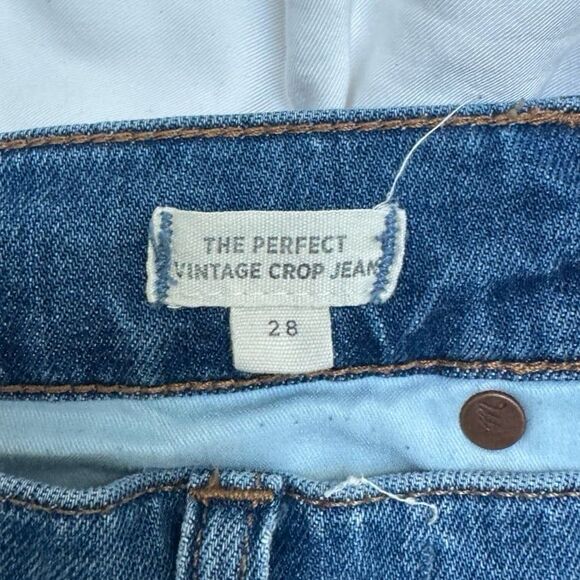 THE PERFECT
VINTAGE CROP JEAN
28
m